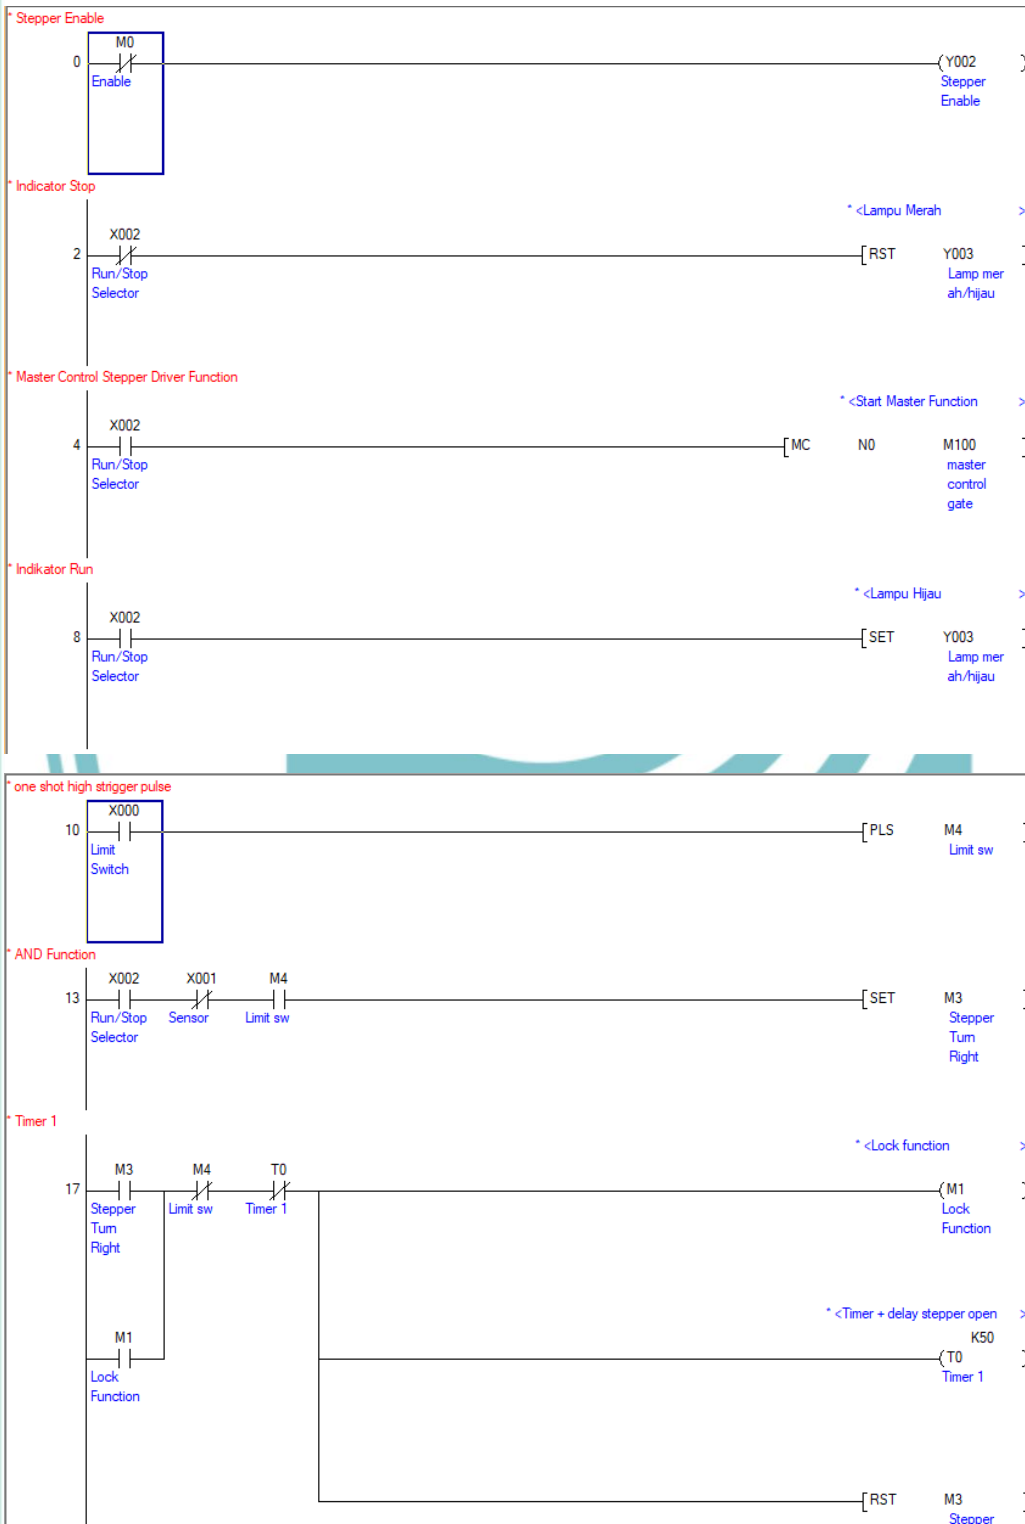 * Stepper Enable
M0
0
(Y002 )
Enable
Stepper
Enable
* Indicator Stop
* <Lampu Merah >
X002
2
[RST Y003 ]
Run/Stop
Selector
Lamp mer
ah/hijau
* Master Control Stepper Driver Function
* <Start Master Function >
X002
4
[MC N0 M100 ]
Run/Stop
Selector
master
control
gate
* Indikator Run
* <Lampu Hijau >
X002
8
[SET Y003 ]
Run/Stop
Selector
Lamp mer
ah/hijau
* one shot high strigger pulse
X000
10
[PLS M4 ]
Limit
Switch
Limit sw
* AND Function
X002 X001 M4
13
[SET M3 ]
Run/Stop
Selector
Sensor
Limit sw
Stepper
Turn
Right
* Timer 1
* <Lock function >
M3 M4 T0
17
(M1 )
Stepper
Turn
Right
Limit sw
Timer 1
Lock
Function
* <Timer + delay stepper open >
M1
K50
(T0 )
Lock
Function
Timer 1
[RST M3 ]
Stepper